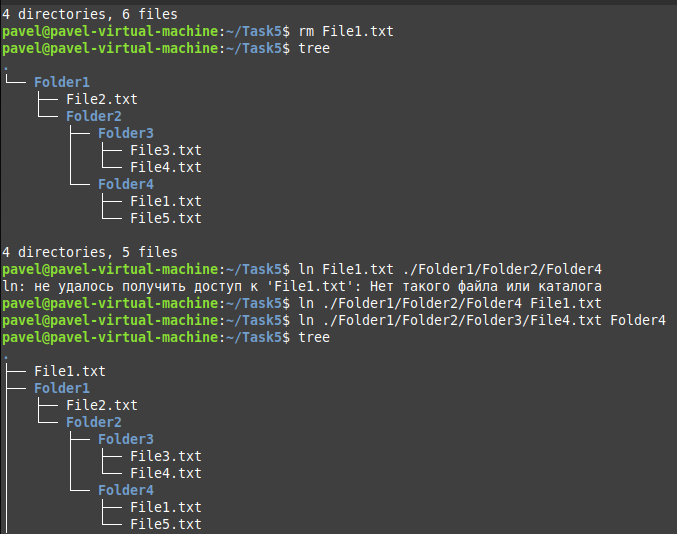 4 directories, 6 files
pavel@pavel-virtual-machine:~/Task5$ rm File1.txt
pavel@pavel-virtual-machine:~/Task5$ tree
.
└── Folder1
    ├── File2.txt
    └── Folder2
        ├── Folder3
        │   ├── File3.txt
        │   └── File4.txt
        └── Folder4
            ├── File1.txt
            └── File5.txt

4 directories, 5 files
pavel@pavel-virtual-machine:~/Task5$ ln File1.txt ./Folder1/Folder2/Folder4
ln: не удалось получить доступ к 'File1.txt': Нет такого файла или каталога
pavel@pavel-virtual-machine:~/Task5$ ln ./Folder1/Folder2/Folder4 File1.txt
pavel@pavel-virtual-machine:~/Task5$ ln ./Folder1/Folder2/Folder3/File4.txt Folder4
pavel@pavel-virtual-machine:~/Task5$ tree
.
├── File1.txt
├── Folder1
│   ├── File2.txt
│   └── Folder2
│       ├── Folder3
│       │   ├── File3.txt
│       │   └── File4.txt
│       └── Folder4
│           ├── File1.txt
│           └── File5.txt